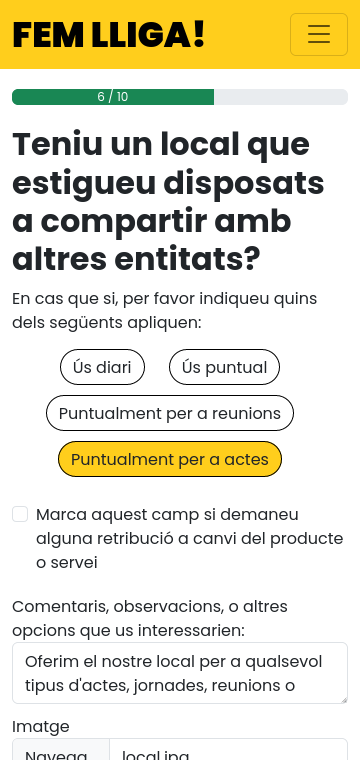 FEM LLIGA!
6 / 10
Teniu un local que
estigueu disposats
a compartir amb
altres entitats?
En cas que si, per favor indiqueu quins
dels següents apliquen:
Ús diari
Ús puntual
Puntualment per a reunions
Puntualment per a actes
Marca aquest camp si demaneu
alguna retribució a canvi del producte
o servei
Comentaris, observacions, o altres
opcions que us interessarien:
Oferim el nostre local per a qualsevol
tipus d'actes, jornades, reunions o
Imatge
Navega... local.jpg